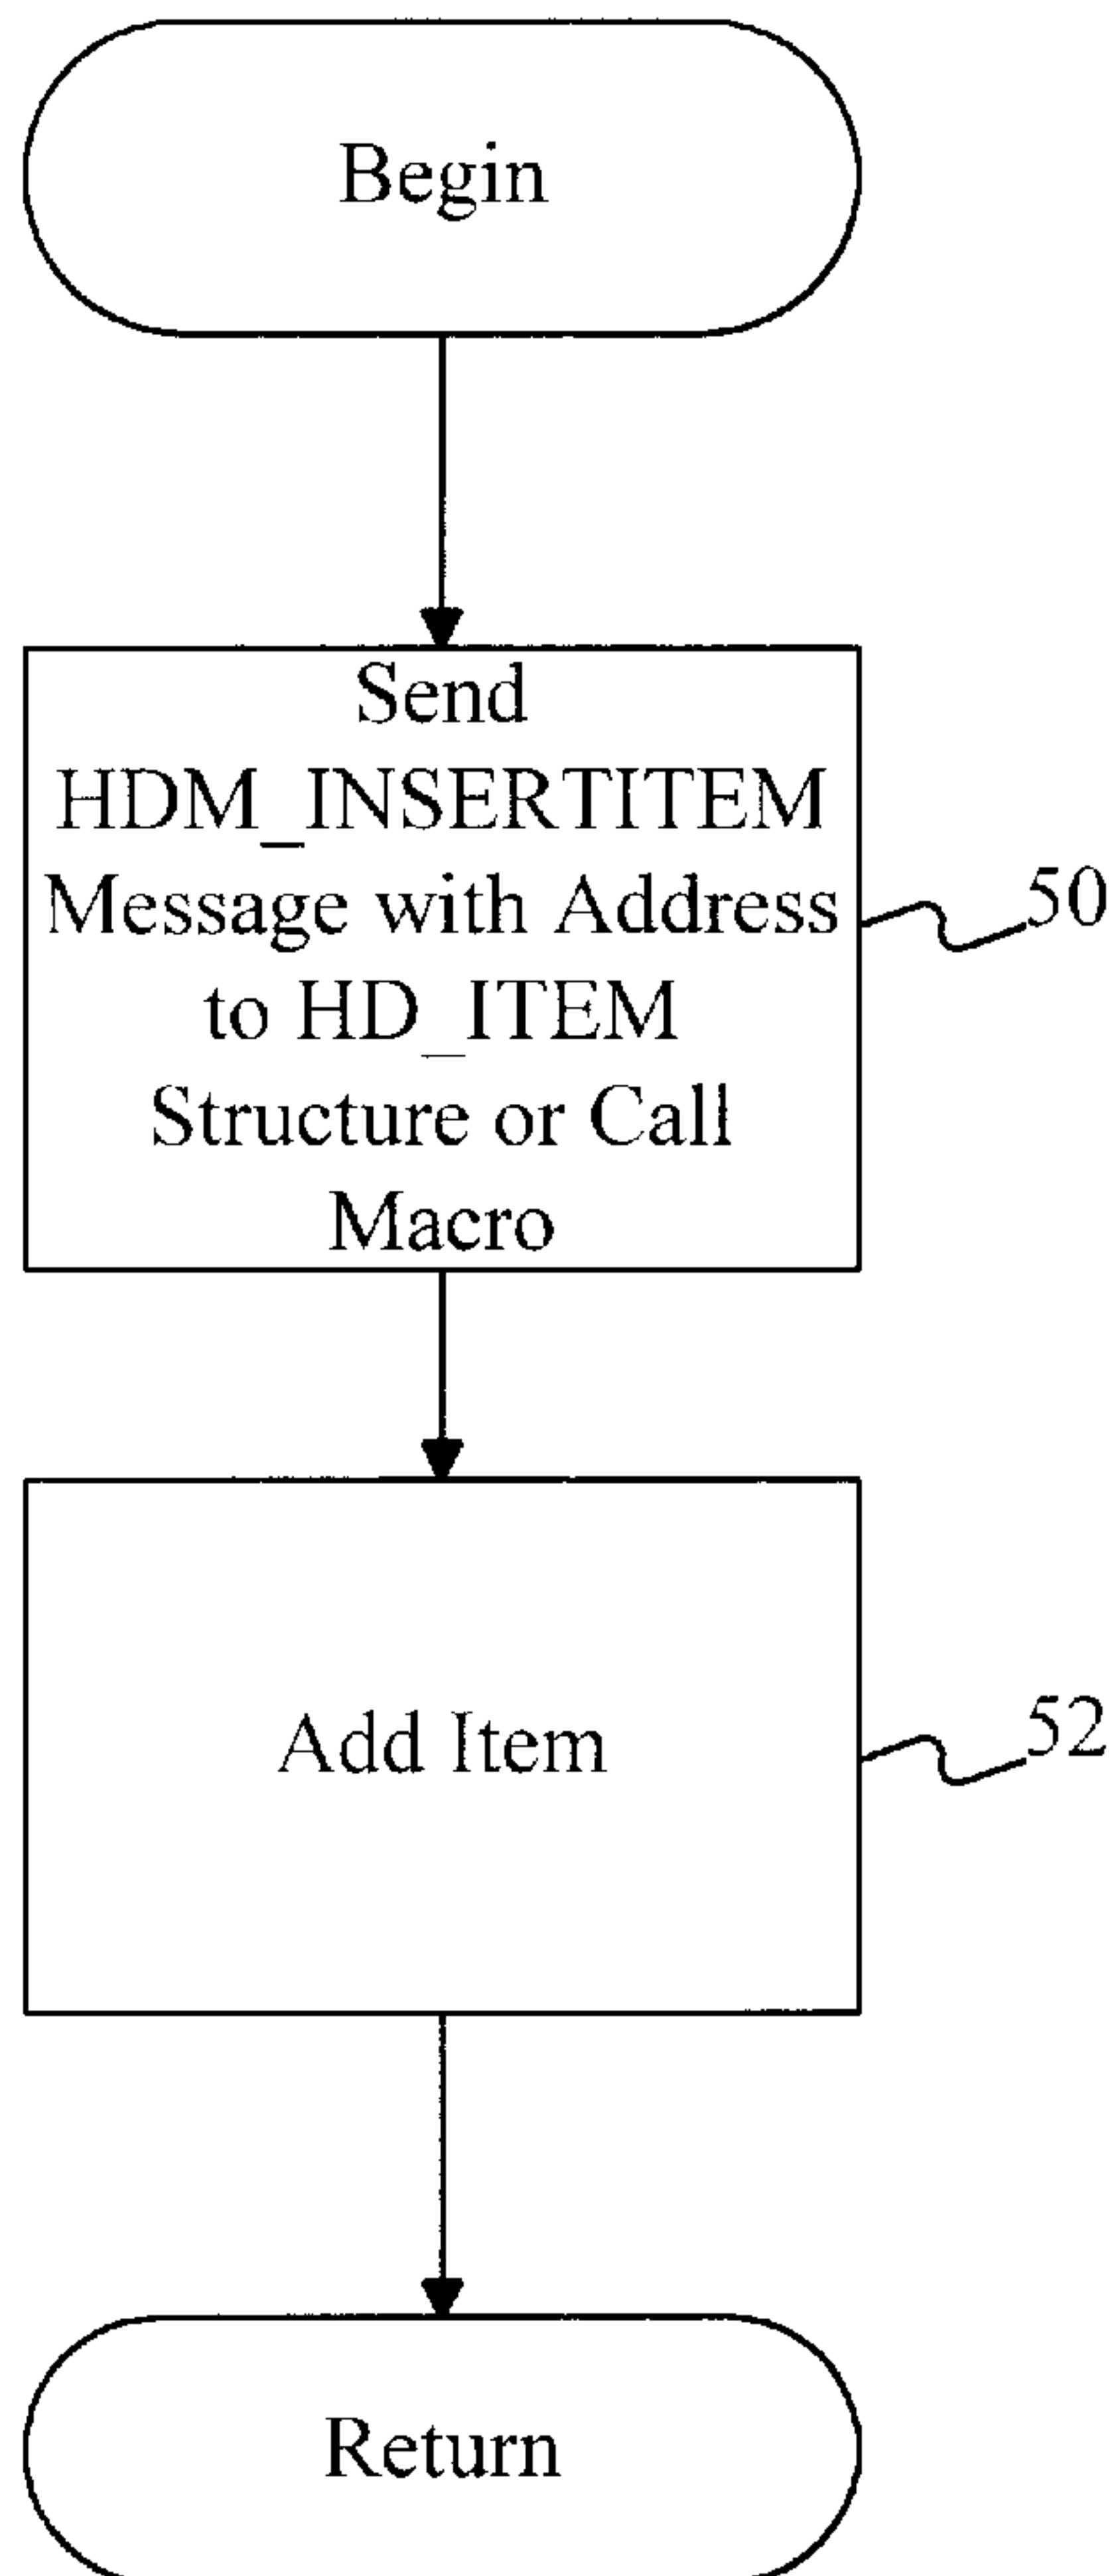 Begin
Send
HDM_INSERTITEM
Message with Address
to HD_ITEM
Structure or Call
Macro
50
Add Item
52
Return